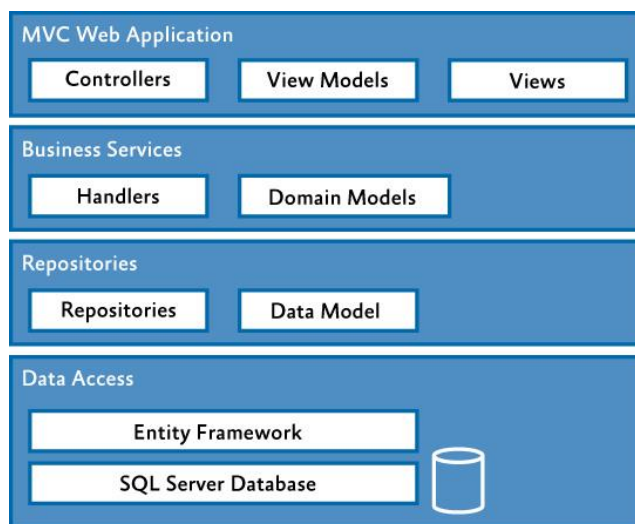 MVC Web Application
Controllers View Models Views
Business Services
Handlers Domain Models
Repositories
Repositories Data Model
Data Access
Entity Framework
SQL Server Database